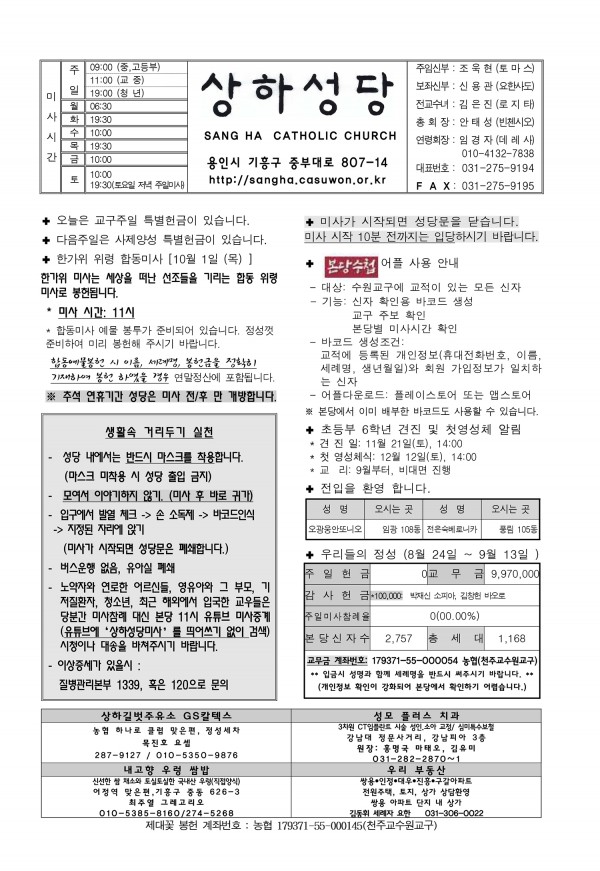 미 사 시 간
주 일 09:00 (중,고등부)
11:00 (교 중)
19:00 (청 년)
월 06:30
화 19:30
수 10:00
목 19:30
금 10:00
토 10:00
19:30(토요일 저녁 주일미사)
상하성당
SANG HA CATHOLIC CHURCH
용인시 기흥구 중부대로 807-14
http://sangha.casuwon.or.kr
주임신부 : 조 욱 현 (토 마 스)
보좌신부 : 신 용 관 (요한사도)
전교수녀 : 김 은 진 (로 지 타)
총 회 장 : 안 태 성 (빈첸시오)
연령회장 : 임 경 자 (데 레 사)
010-4132-7838
대표번호 : 031-275-9194
F A X : 031-275-9195
✚ 오늘은 교구주일 특별헌금이 있습니다.
✚ 다음주일은 사제양성 특별헌금이 있습니다.
✚ 한가위 위령 합동미사 [10월 1일 (목) ]
한가위 미사는 세상을 떠난 선조들을 기리는 합동 위령
미사로 봉헌됩니다.
* 미사 시간: 11시
* 합동미사 예물 봉투가 준비되어 있습니다. 정성껏
준비하여 미리 봉헌해 주시기 바랍니다.
합동예물봉헌 시 이름, 세례명, 봉헌금을 정확히
기재하여 봉헌 하였을 경우 연말정산에 포함됩니다.
※ 추석 연휴기간 성당은 미사 전/후 만 개방합니다.
생활속 거리두기 실천
- 성당 내에서는 반드시 마스크를 착용합니다.
(마스크 미착용 시 성당 출입 금지)
- 모여서 이야기하지 않기. (미사 후 바로 귀가)
- 입구에서 발열 체크 -> 손 소독제 -> 바코드인식
-> 지정된 자리에 앉기
(미사가 시작되면 성당문은 폐쇄합니다.)
- 버스운행 없음, 유아실 폐쇄
- 노약자와 연로한 어르신들, 영유아와 그 부모, 기
저질환자, 청소년, 최근 해외에서 입국한 교우들은
당분간 미사참례 대신 본당 11시 유튜브 미사중계
(유튜브에 '상하성당미사' 를 띄어쓰기 없이 검색)
시청이나 대송을 바쳐주시기 바랍니다.
- 이상증세가 있을시 :
질병관리본부 1339, 혹은 120으로 문의
✚ 미사가 시작되면 성당문을 닫습니다.
미사 시작 10분 전까지는 입당하시기 바랍니다.
✚ 본당수첩 어플 사용 안내
- 대상: 수원교구에 교적이 있는 모든 신자
- 기능: 신자 확인용 바코드 생성
교구 주보 확인
본당별 미사시간 확인
- 바코드 생성조건:
교적에 등록된 개인정보(휴대전화번호, 이름,
세례명, 생년월일)와 회원 가입정보가 일치하
는 신자
- 어플다운로드: 플레이스토어 또는 앱스토어
※ 본당에서 이미 배부한 바코드도 사용할 수 있습니다.
✚ 초등부 6학년 견진 및 첫영성체 알림
* 견 진 일: 11월 21일(토), 14:00
* 첫 영성체식: 12월 12일(토), 14:00
* 교 리: 9월부터, 비대면 진행
✚ 전입을 환영 합니다.
성 명 오시는 곳 성 명 오시는 곳
오광웅안또니오 임광 108동 전은숙베로니카 풍림 105동
✚ 우리들의 정성 (8월 24일 ~ 9월 13일 )
주 일 헌 금 0 교 무 금 9,970,000
감 사 헌 금 *100,000: 박재신 소피아, 김창헌 바오로
주일미사참례율 0(00.00%)
본당신자수 2,757 총 세 대 1,168
교무금 계좌번호: 179371-55-000054 농협(천주교수원교구)
** 입금시 성명과 함께 세례명을 반드시 써주시기 바랍니다. **
(개인정보 확인이 강화되어 본당에서 확인하기 어렵습니다.)
상하길벗주유소 GS칼텍스
농협 하나로 클럽 맞은편, 정성세차
목진호 요셉
287-9127 / 010-5350-9876
성모 플러스 치과
3차원 CT임플란트 시술 성인,소아 교정/ 심미특수보철
강남대 정문사거리, 강남피아 3층
원장: 홍명국 마태오, 김유미
031-282-2870~1
내고향 우렁 쌈밥
신선한 쌈 채소와 토실토실한 국내산 우렁(직접양식)
어정역 맞은편,기흥구 중동 626-3
최주열 그레고리오
010-5385-8160/274-5268
우리 부동산
쌍용•인정•대우•진흥•구갈아파트
전원주택, 토지, 상가 상담환영
쌍용 아파트 단지 내 상가
김동휘 세례자 요한 031-306-0022
제대꽃 봉헌 계좌번호 : 농협 179371-55-000145(천주교수원교구)